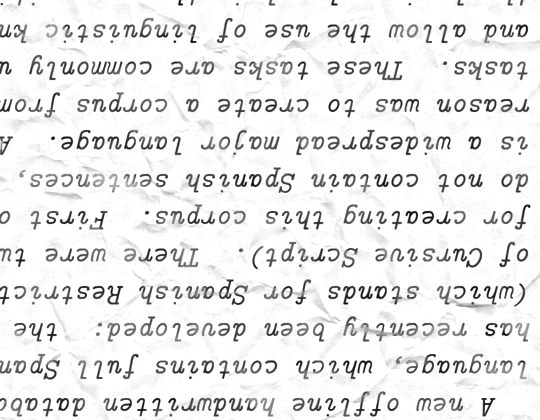 A new offline handwritten databa
language, which contains full Span
has recently been developed: the
(which stands for Spanish Restrict
of Cursive Script). There were tw
for creating this corpus. First o
do not contain Spanish sentences,
is a widespread major language. A
reason was to create a corpus from
tasks. These tasks are commonly u
and allow the use of linguistic kn